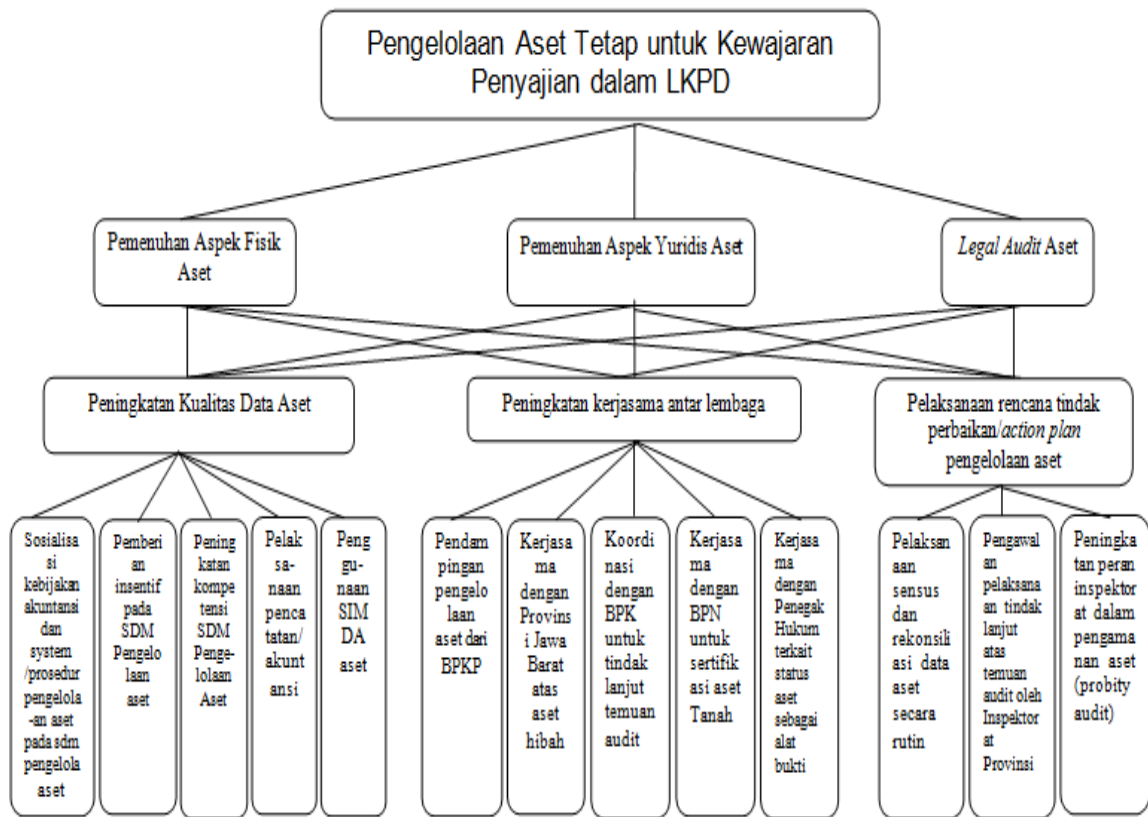 Pengelolaan Aset Tetap untuk Kewajaran
Penyajian dalam LKPD
Pemenuhan Aspek Fisik
Aset
Pemenuhan Aspek Yuridis Aset
Legal Audit Aset
Peningkatan Kualitas Data Aset
Peningkatan kerjasama antar lembaga
Pelaksanaan rencana tindak
perbaikan/action plan
pengelolaan aset
Sosialisa
si
kebijakan
akuntansi
dan
system
/prosedur
pengelola
-an aset
pada sdm
pengelola
aset
Pemberi
an
insentif
pada
SDM
Pengelo
laan
aset
Pening
katan
kompe
tensi
SDM
Penge-
lolaan
Aset
Pelak
sa-
naan
penca
tatan/
akunt
ansi
Peng
gu-
naan
SIM
DA
aset
Pendam
pingan
pengelo
laan
aset dari
BPKP
Kerjasa
ma
dengan
Provins
i Jawa
Barat
atas
aset
hibah
Koordi
nasi
dengan
BPK
untuk
tindak
lanjut
temuan
audit
Kerjasa
ma
dengan
BPN
untuk
sertifik
asi aset
Tanah
Kerjasa
ma
dengan
Penegak
Hukum
terkait
status
aset
sebagai
alat
bukti
Pelaksan
aan
sensus
dan
rekonsili
asi data
aset
secara
rutin
Pengawal
an
pelaksana
an tindak
lanjut
atas
temuan
audit oleh
Inspektor
at
Provinsi
Peningka
tan peran
inspektor
at dalam
pengama
nan aset
(probity
audit)